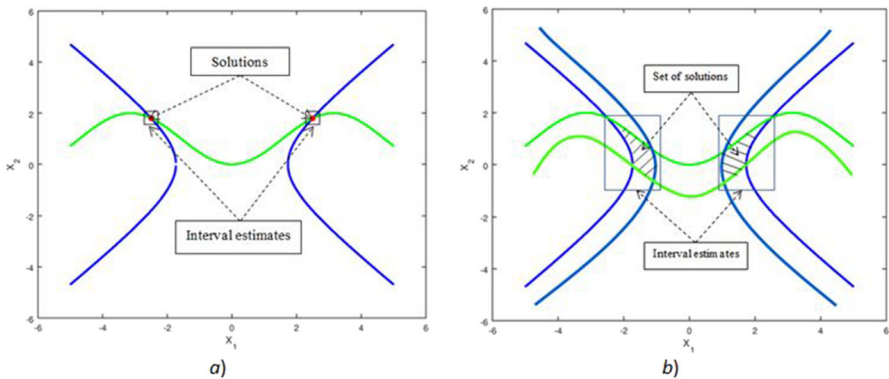 6
4
2
0
-2
-4
-6
X2
Solutions
Interval estimates
-6 -4 -2 0 2 4 6
X1
a)
6
4
2
0
-2
-4
-6
X2
Set of solutions
Interval estimates
-6 -4 -2 0 2 4 6
X1
b)